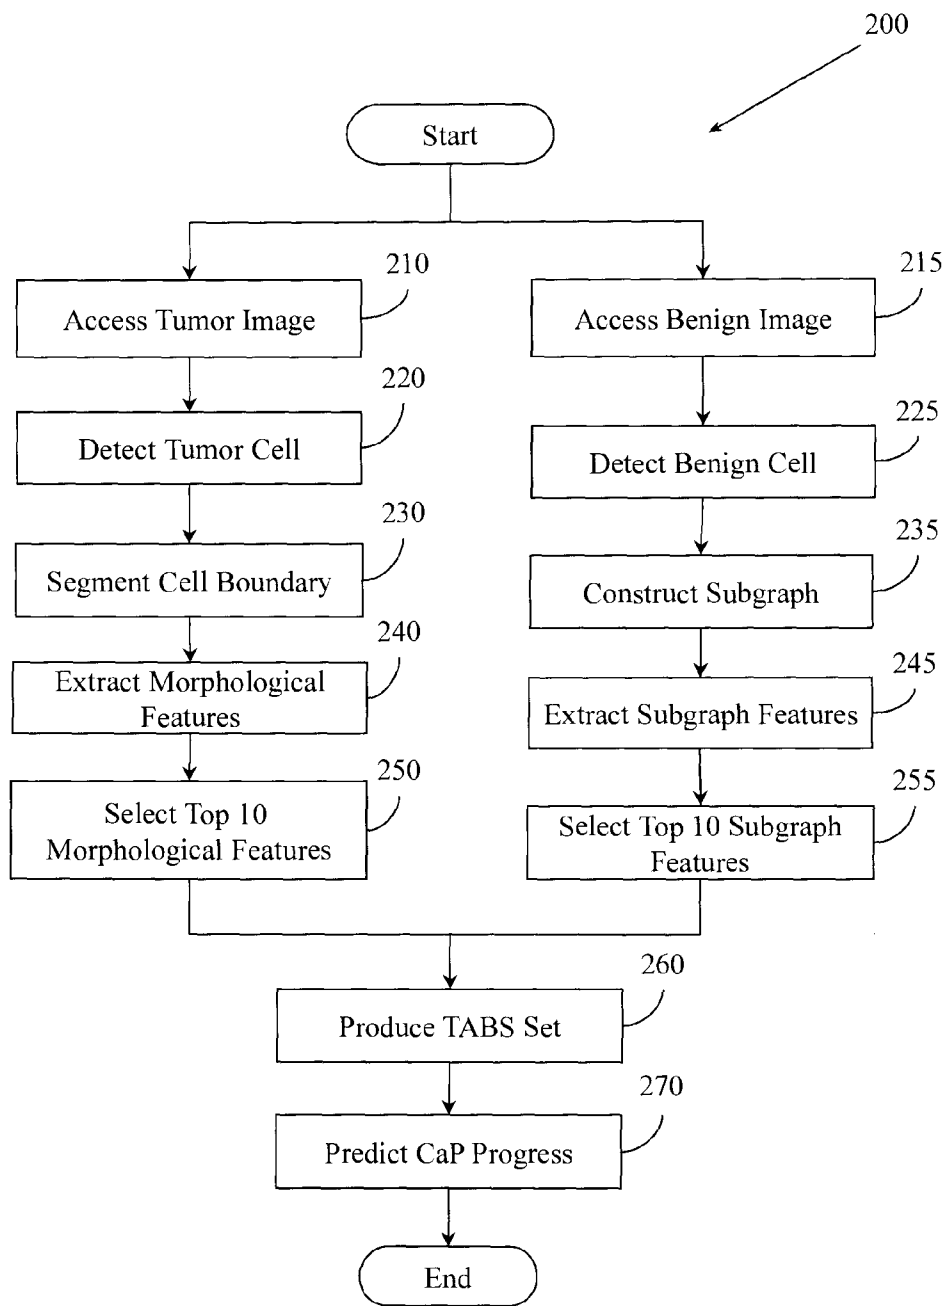 200
Start
210
Access Tumor Image
215
Access Benign Image
220
Detect Tumor Cell
225
Detect Benign Cell
230
Segment Cell Boundary
235
Construct Subgraph
240
Extract Morphological
Features
245
Extract Subgraph Features
250
Select Top 10
Morphological Features
255
Select Top 10 Subgraph
Features
260
Produce TABS Set
270
Predict CaP Progress
End